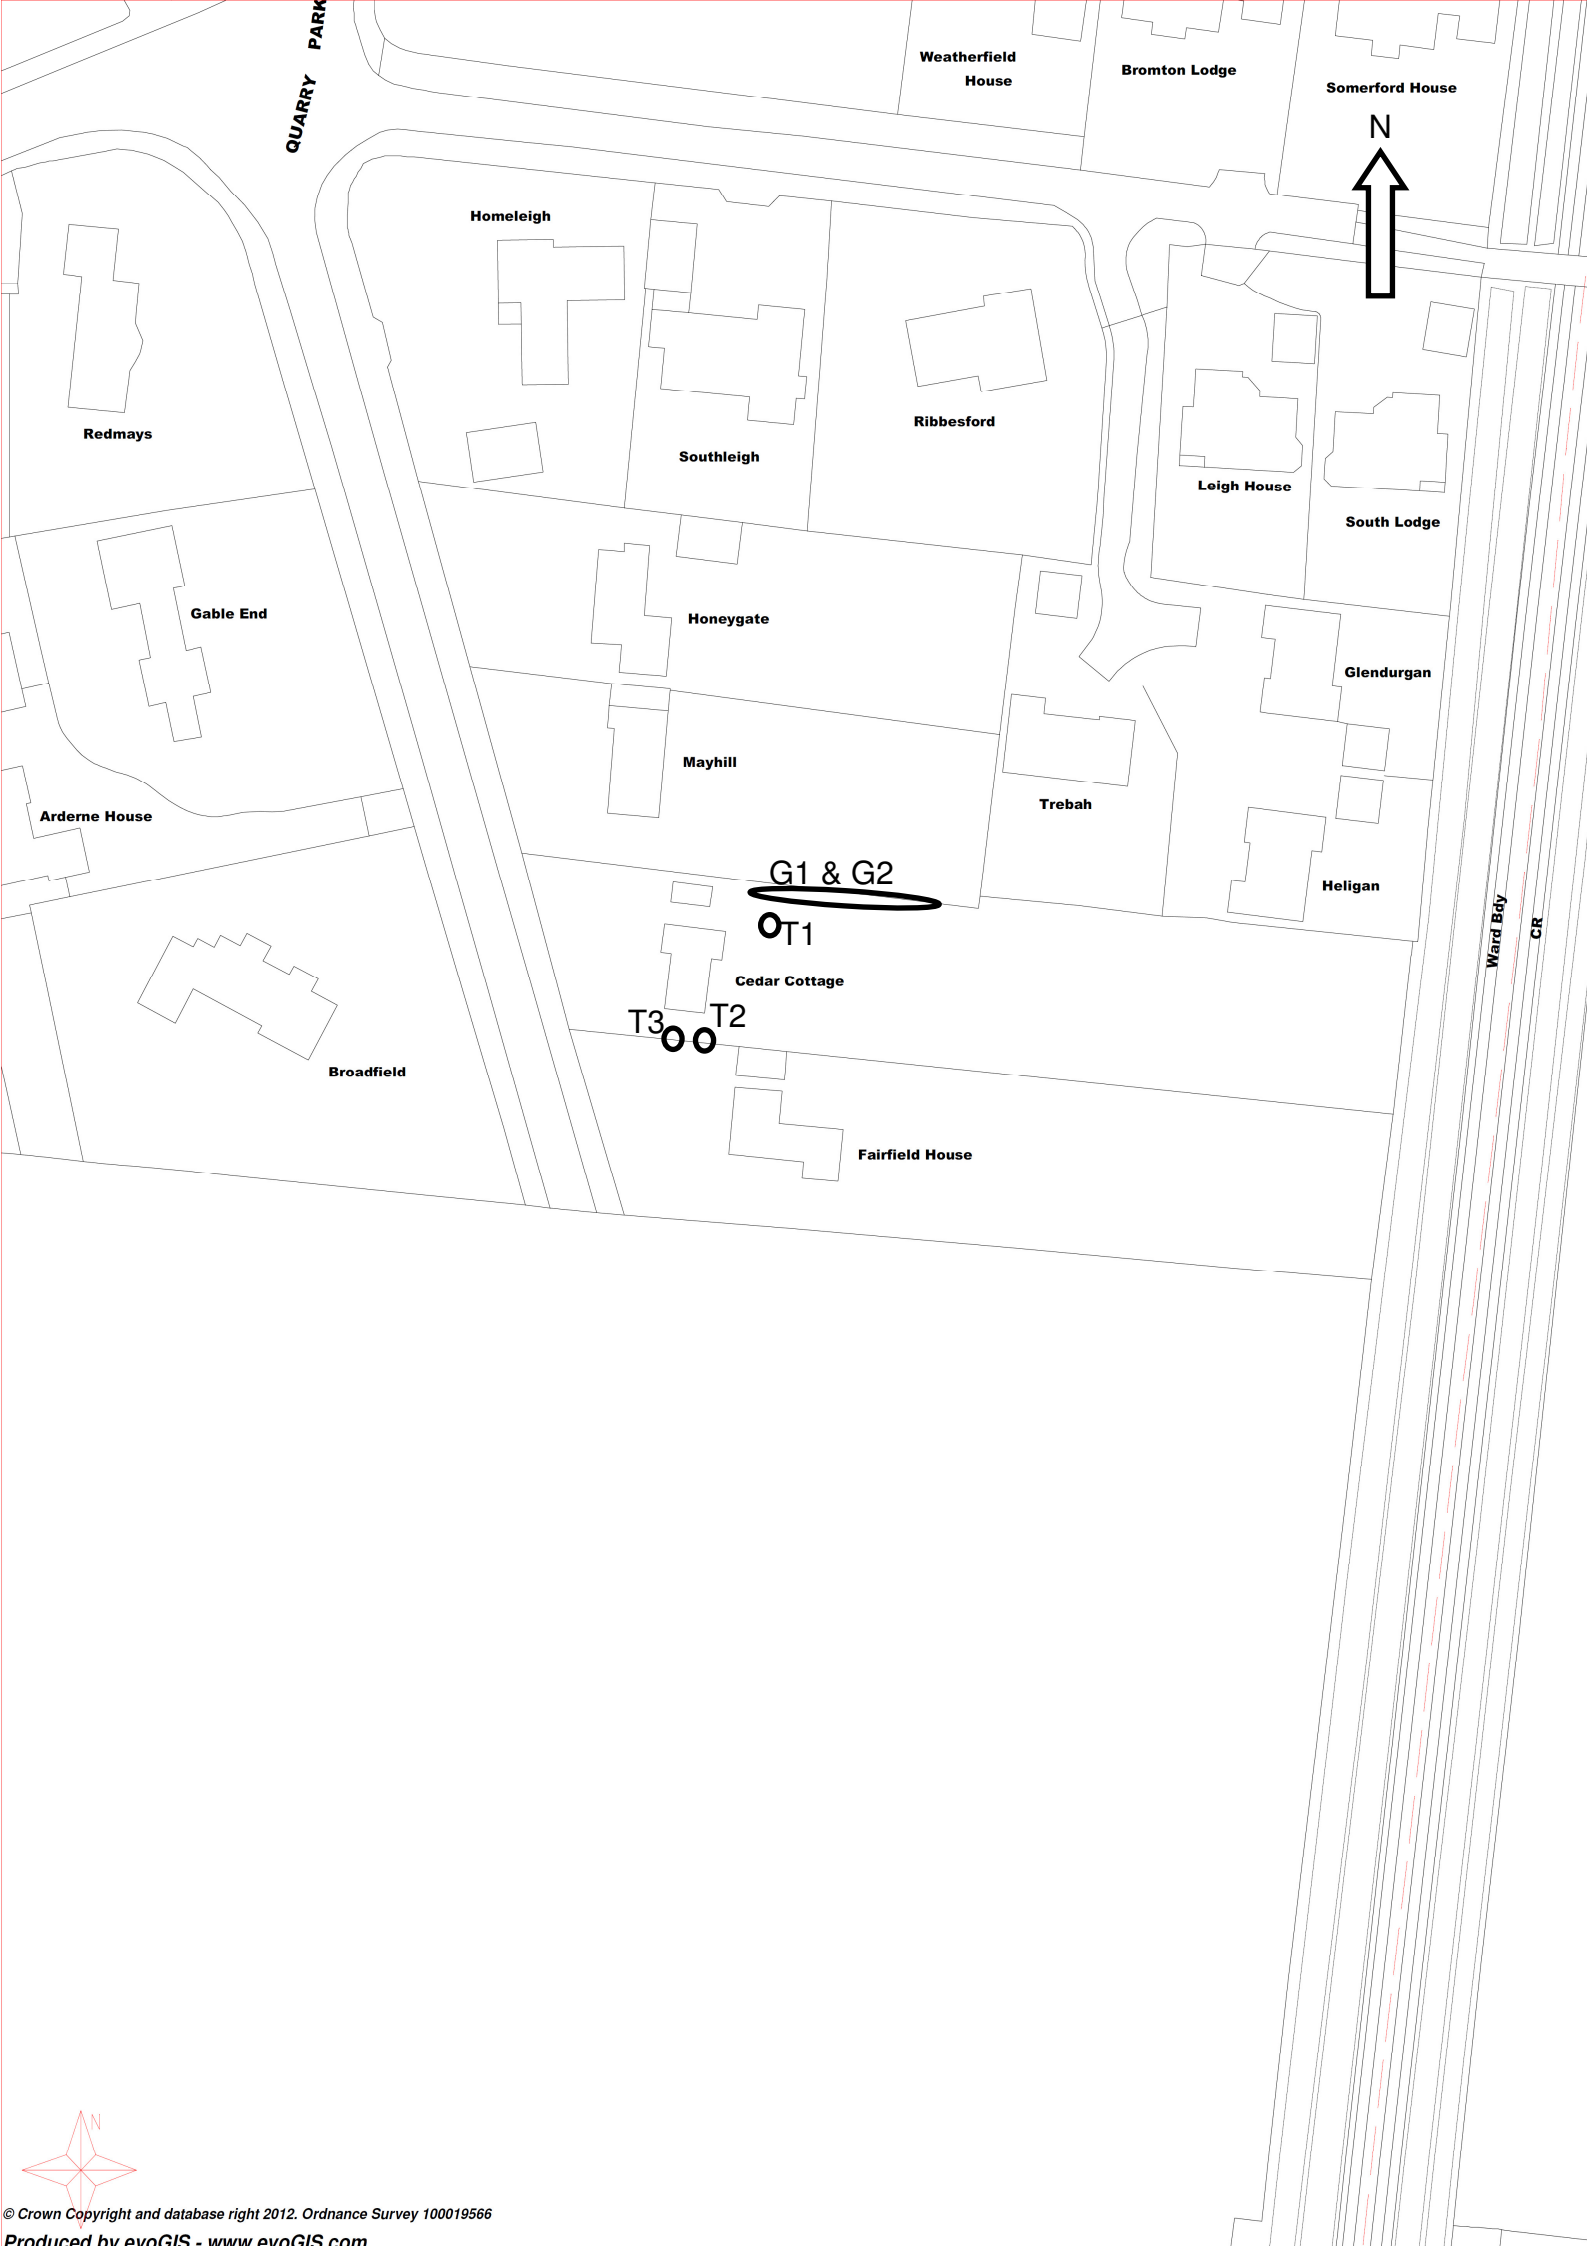 QUARRY PARK
Weatherfield
House
Bromton Lodge
Somerford House
N
Homeleigh
Redmays
Ribbesford
Southleigh
Leigh House
South Lodge
Gable End
Honeygate
Glendurgan
Mayhill
Trebah
Arderne House
G1 & G2
Heligan
Ward Bdy
CR
T1
Cedar Cottage
T3
T2
Broadfield
Fairfield House
N
© Crown Copyright and database right 2012. Ordnance Survey 100019566
Produced by evoGIS - www.evoGIS.com